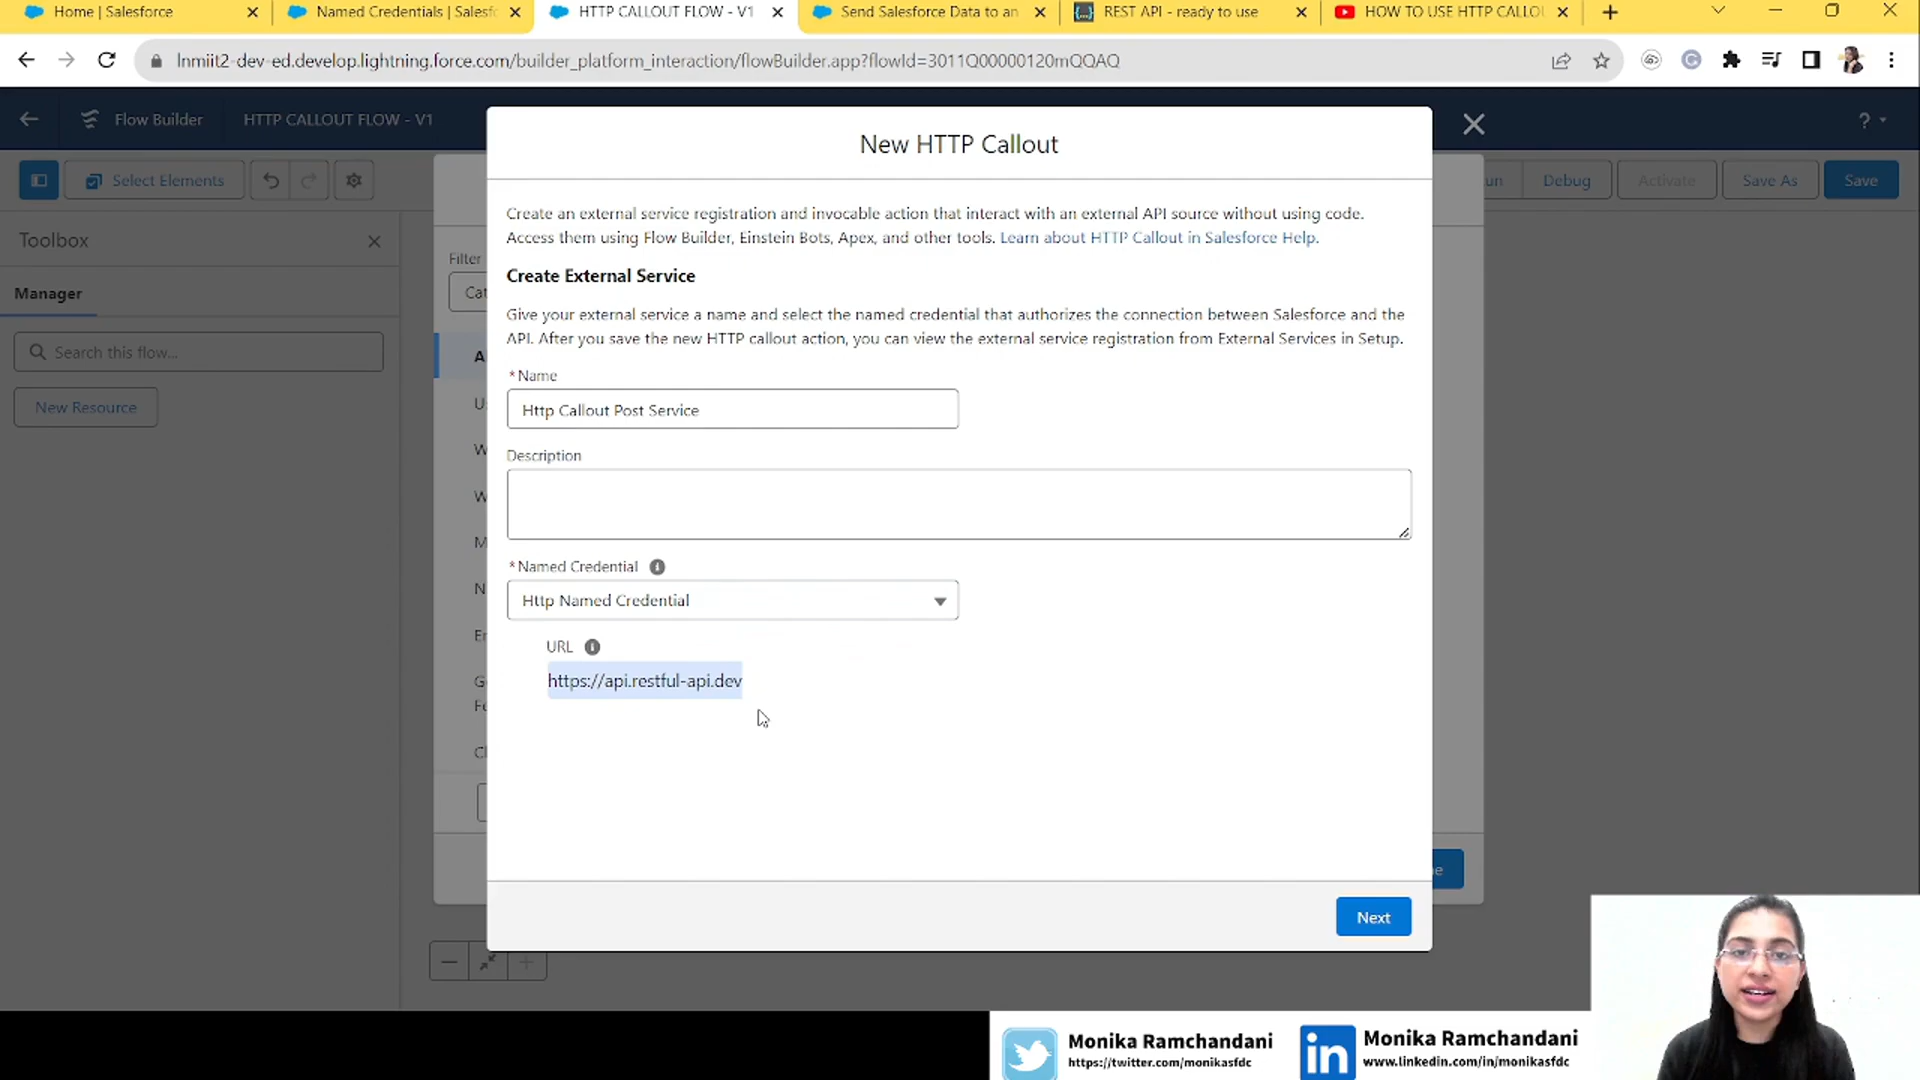 Home | Salesforce
Named Credentials | Salesfo
HTTP CALLOUT FLOW - V1
Send Salesforce Data to an
REST API - ready to use
HOW TO USE HTTP CALLOU
lnmiit2-dev-ed.develop.lightning.force.com/builder_platform_interaction/flowBuilder.app?flowId=3011Q00000120mQQAQ
Flow Builder
HTTP CALLOUT FLOW - V1
New HTTP Callout
?
Select Elements
Debug
Activate
Save As
Save
Toolbox
Manager
Search this flow...
New Resource
Filter
Create an external service registration and invocable action that interact with an external API source without using code.
Access them using Flow Builder, Einstein Bots, Apex, and other tools. Learn about HTTP Callout in Salesforce Help.
Create External Service
Give your external service a name and select the named credential that authorizes the connection between Salesforce and the
API. After you save the new HTTP callout action, you can view the external service registration from External Services in Setup.
*Name
Http Callout Post Service
Description
*Named Credential
Http Named Credential
URL
https://api.restful-api.dev
Next
Monika Ramchandani
https://twitter.com/monikasfdc
in
Monika Ramchandani
www.linkedin.com/in/monikasfdc